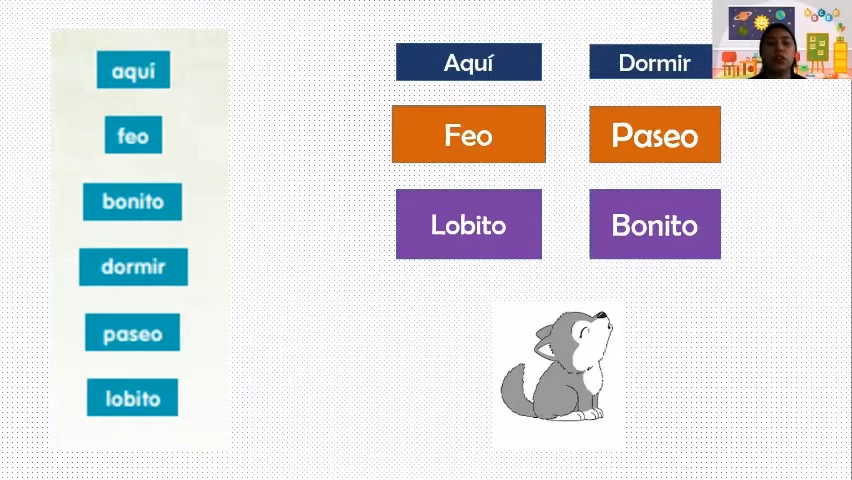 aquí
feo
bonito
dormir
paseo
lobito
Aquí Dormir
Feo Paseo
Lobito Bonito